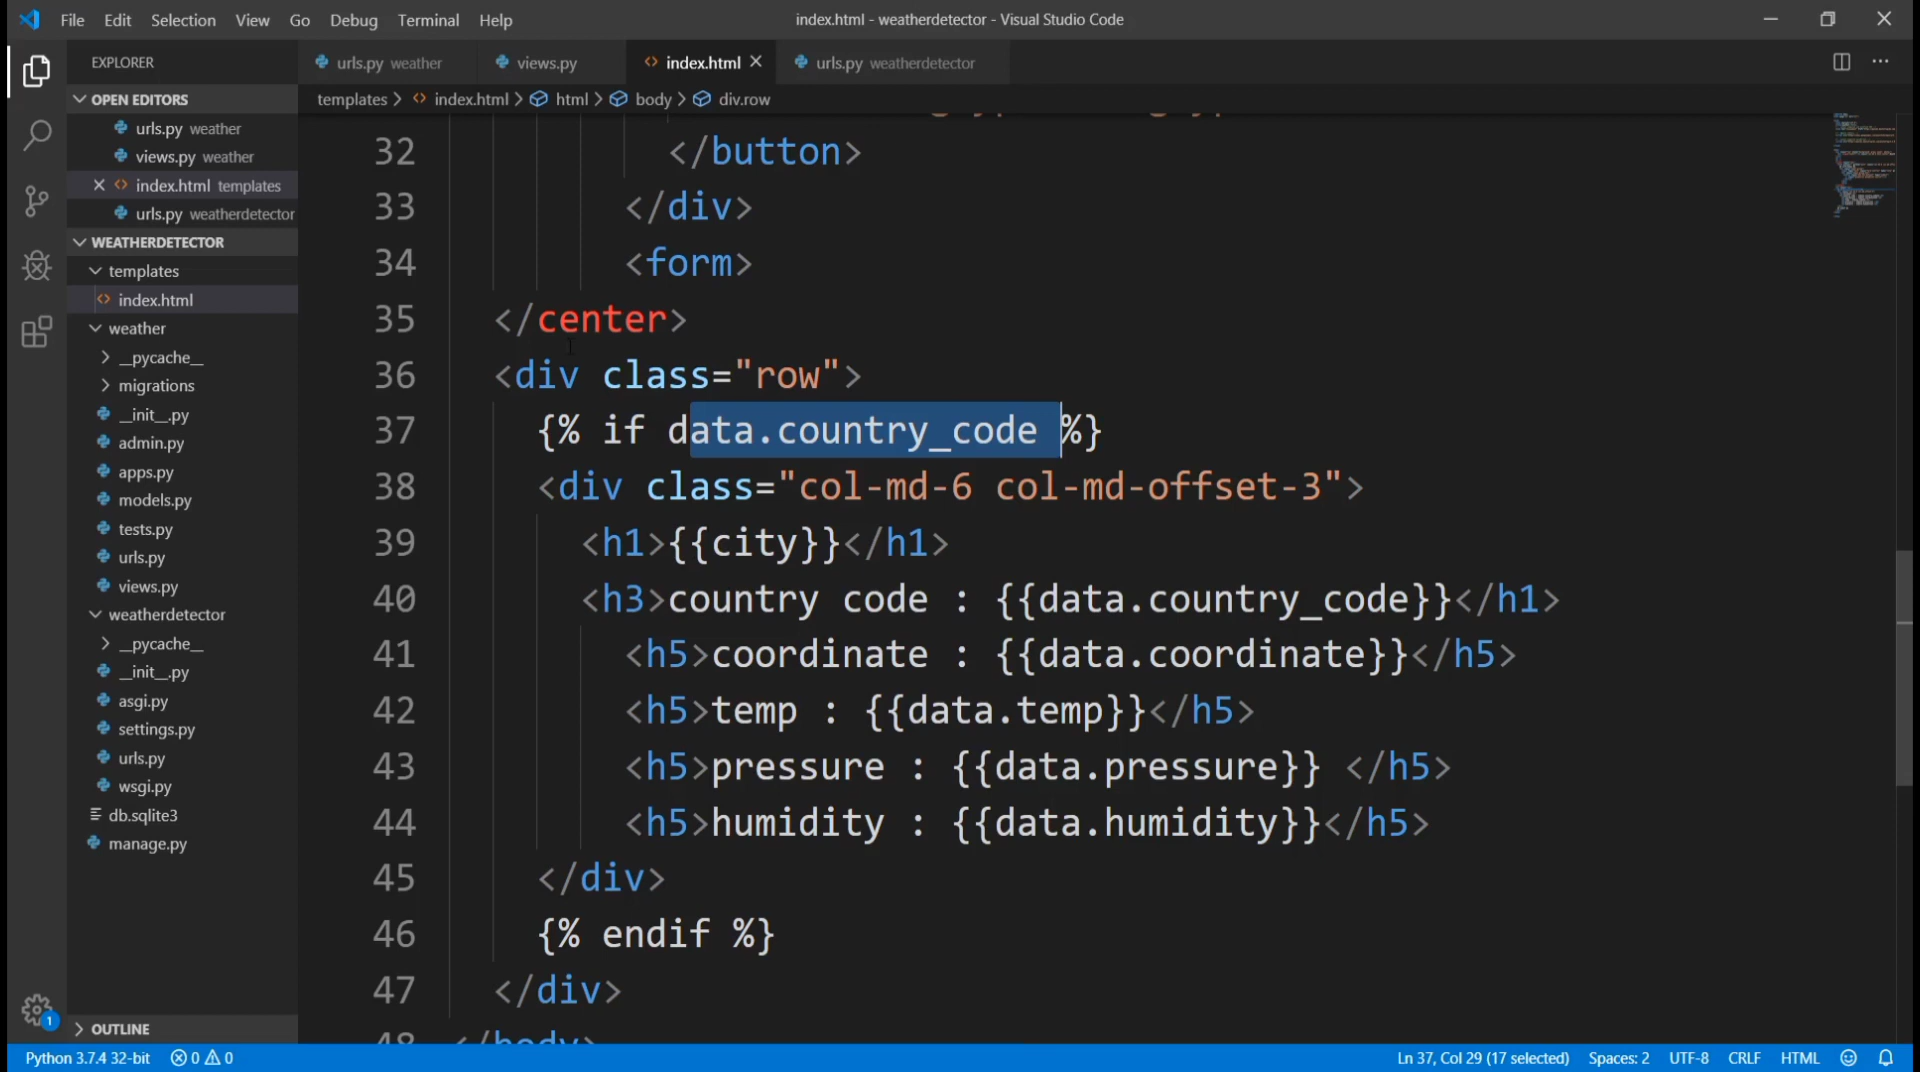 File Edit Selection View Go Debug Terminal Help
index.html - weatherdetector - Visual Studio Code
EXPLORER
urls.py weather
views.py
index.html
urls.py weatherdetector
OPEN EDITORS
templates > index.html > html > body > div.row
urls.py weather
views.py weather
index.html templates
urls.py weatherdetector
WEATHERDETECTOR
templates
index.html
weather
__pycache__
migrations
__init__.py
admin.py
apps.py
models.py
tests.py
urls.py
views.py
weatherdetector
__pycache__
__init__.py
asgi.py
settings.py
urls.py
wsgi.py
db.sqlite3
manage.py
OUTLINE
32 </button>
33 </div>
34 <form>
35 </center>
36 <div class="row">
37 {% if data.country_code %}
38 <div class="col-md-6 col-md-offset-3">
39 <h1>{{city}}</h1>
40 <h3>country code : {{data.country_code}}</h1>
41 <h5>coordinate : {{data.coordinate}}</h5>
42 <h5>temp : {{data.temp}}</h5>
43 <h5>pressure : {{data.pressure}} </h5>
44 <h5>humidity : {{data.humidity}}</h5>
45 </div>
46 {% endif %}
47 </div>
48 </body>
1
Python 3.7.4 32-bit 0 0
Ln 37, Col 29 (17 selected) Spaces: 2 UTF-8 CRLF HTML